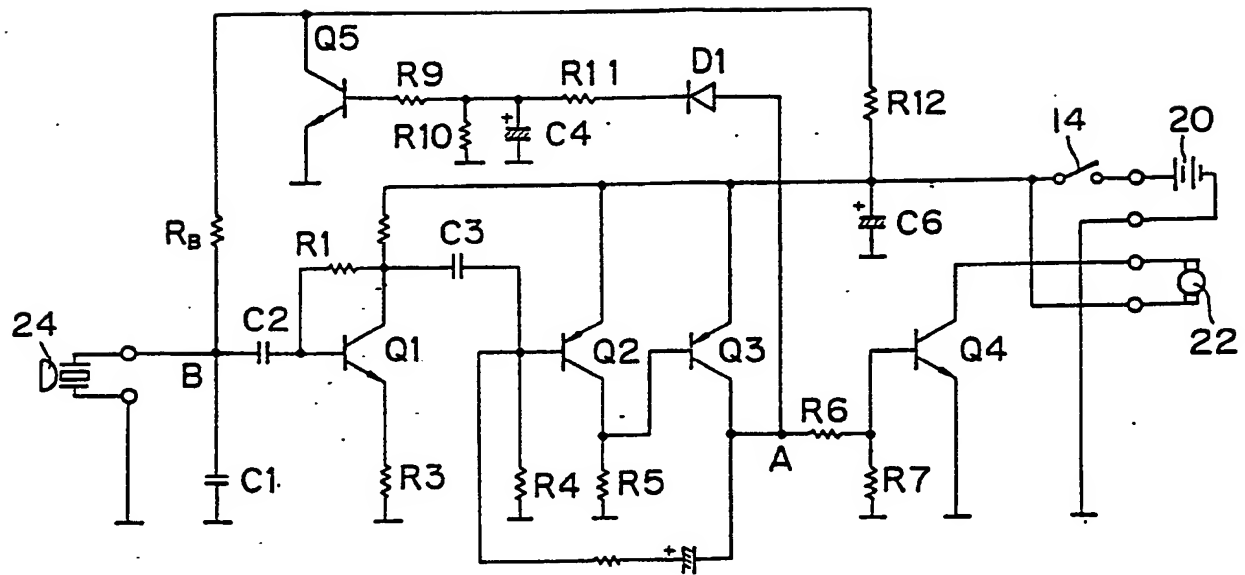 Q5
R9
R11
D1
R10
C4
R12
14
20
RB
R1
C3
C6
24
C2
B
Q1
Q2
Q3
Q4
22
R6
A
C1
R3
R4
R5
R7
+
+
+